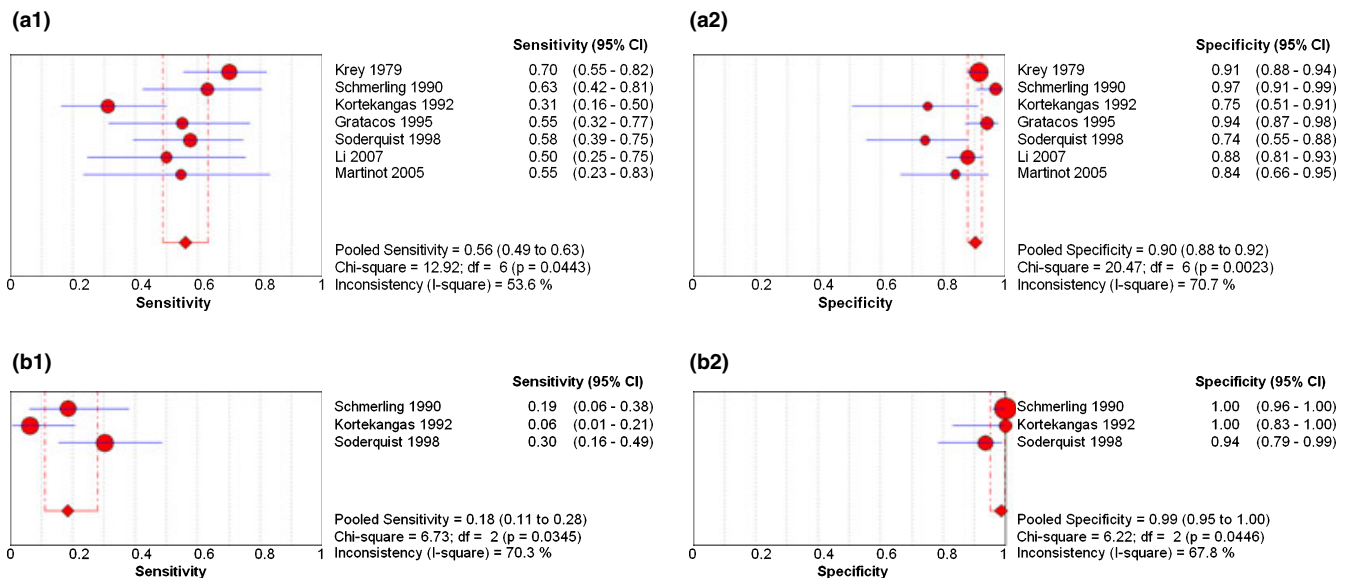 (a1)
Sensitivity (95% CI)
Krey 1979 0.70 (0.55 - 0.82)
Schmerling 1990 0.63 (0.42 - 0.81)
Kortekangas 1992 0.31 (0.16 - 0.50)
Gratacos 1995 0.55 (0.32 - 0.77)
Soderquist 1998 0.58 (0.39 - 0.75)
Li 2007 0.50 (0.25 - 0.75)
Martinot 2005 0.55 (0.23 - 0.83)
Pooled Sensitivity = 0.56 (0.49 to 0.63)
Chi-square = 12.92; df = 6 (p = 0.0443)
Inconsistency (I-square) = 53.6 %
0 0.2 0.4 0.6 0.8 1
Sensitivity
(a2)
Specificity (95% CI)
Krey 1979 0.91 (0.88 - 0.94)
Schmerling 1990 0.97 (0.91 - 0.99)
Kortekangas 1992 0.75 (0.51 - 0.91)
Gratacos 1995 0.94 (0.87 - 0.98)
Soderquist 1998 0.74 (0.55 - 0.88)
Li 2007 0.88 (0.81 - 0.93)
Martinot 2005 0.84 (0.66 - 0.95)
Pooled Specificity = 0.90 (0.88 to 0.92)
Chi-square = 20.47; df = 6 (p = 0.0023)
Inconsistency (I-square) = 70.7 %
0 0.2 0.4 0.6 0.8 1
Specificity
(b1)
Sensitivity (95% CI)
Schmerling 1990 0.19 (0.06 - 0.38)
Kortekangas 1992 0.06 (0.01 - 0.21)
Soderquist 1998 0.30 (0.16 - 0.49)
Pooled Sensitivity = 0.18 (0.11 to 0.28)
Chi-square = 6.73; df = 2 (p = 0.0345)
Inconsistency (I-square) = 70.3 %
0 0.2 0.4 0.6 0.8 1
Sensitivity
(b2)
Specificity (95% CI)
Schmerling 1990 1.00 (0.96 - 1.00)
Kortekangas 1992 1.00 (0.83 - 1.00)
Soderquist 1998 0.94 (0.79 - 0.99)
Pooled Specificity = 0.99 (0.95 to 1.00)
Chi-square = 6.22; df = 2 (p = 0.0446)
Inconsistency (I-square) = 67.8 %
0 0.2 0.4 0.6 0.8 1
Specificity